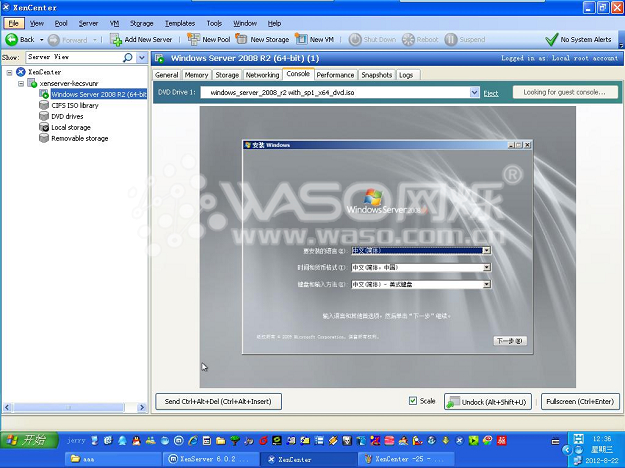 XenCenter
File View Pool Server VM Storage Templates Tools Window Help
Back Forward Add New Server New Pool New Storage New VM Shut Down Reboot Suspend No System Alerts
Show: Server View
Windows Server 2008 R2 (64-bit) (1) Logged in as: Local root account
XenCenter
xenserver-kecsvunr
Windows Server 2008 R2 (64-bit
CIFS ISO library
DVD drives
Local storage
Removable storage
General Memory Storage Networking Console Performance Snapshots Logs
DVD Drive 1: windows_server_2008_r2 with_sp1_x64_dvd.iso Eject Looking for guest console...
安装 Windows
WASO网烁®
Windows Server 2008
www.waso.com.cn
要安装的语言(E): 中文(简体)
时间和货币格式(T): 中文(简体，中国)
键盘和输入方法(K): 中文(简体) - 美式键盘
输入语言和其他首选项，然后单击“下一步”继续。
版权所有 © 2009 Microsoft Corporation。保留所有权利。
下一步(N)
Send Ctrl+Alt+Del (Ctrl+Alt+Insert) Scale Undock (Alt+Shift+U) Fullscreen (Ctrl+Enter)
开始 jerry
aaa XenServer 6.0.2 ... XenCenter XenCenter -25 - ...
12:36
星期三
2012-8-22